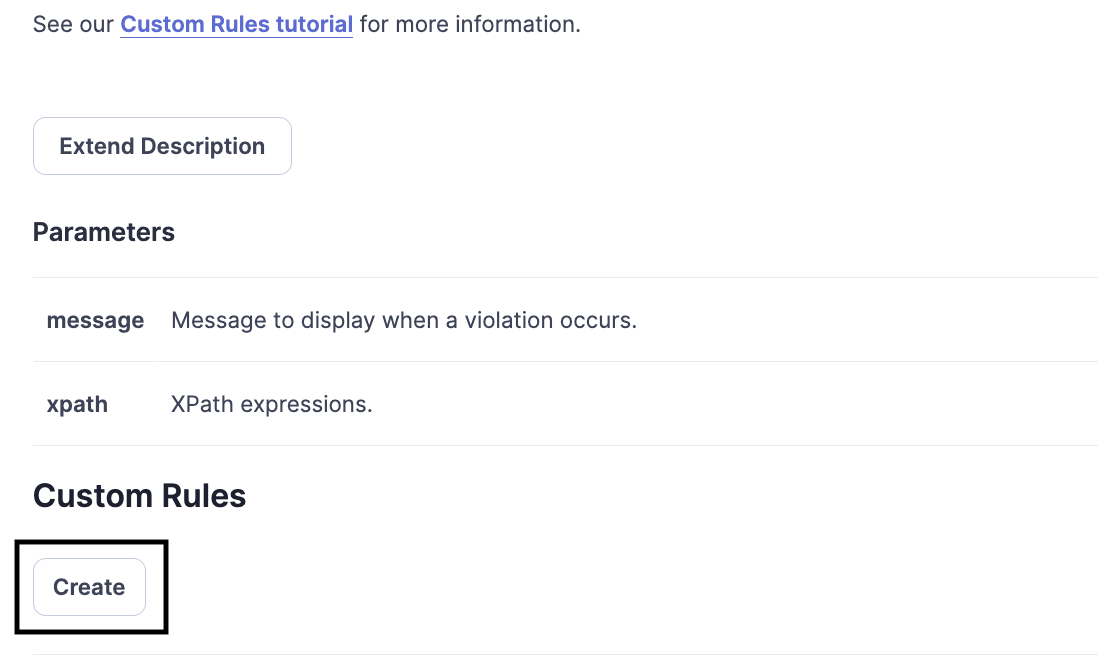 See our Custom Rules tutorial for more information.
Extend Description
Parameters
message Message to display when a violation occurs.
xpath XPath expressions.
Custom Rules
Create